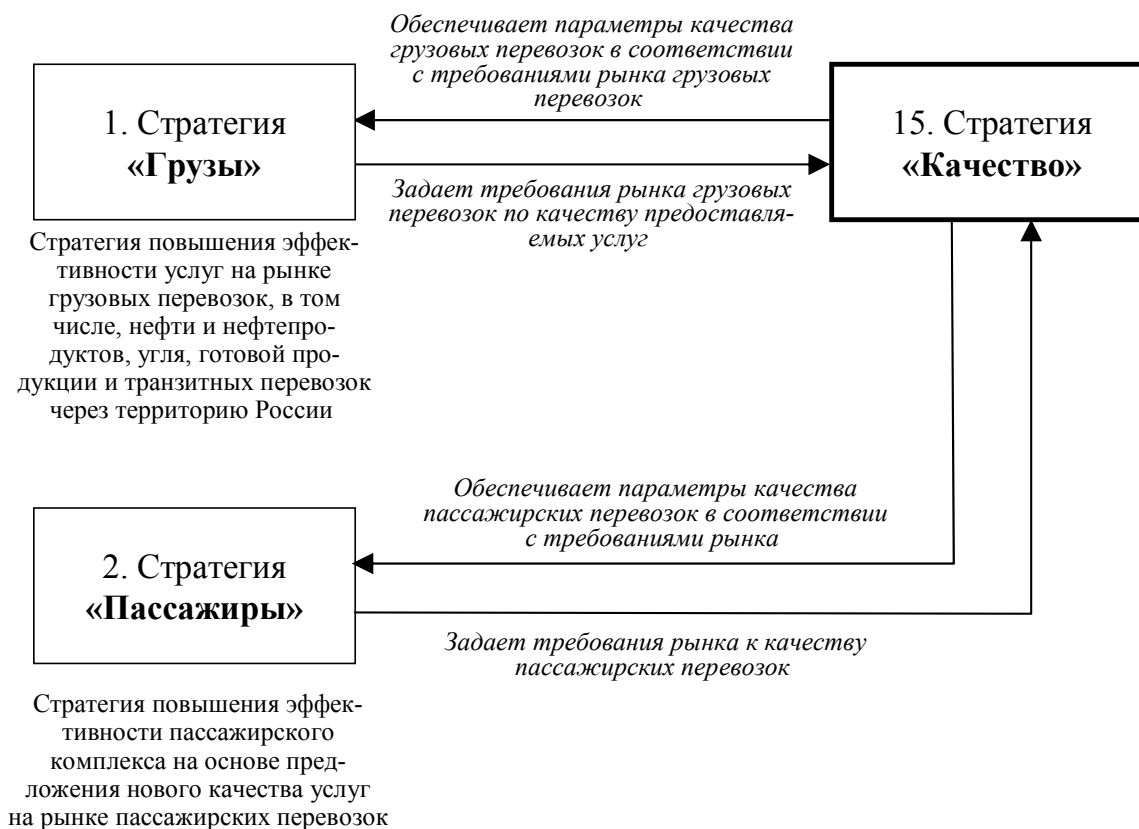 Обеспечивает параметры качества
грузовых перевозок в соответствии
с требованиями рынка грузовых
перевозок
1. Стратегия
«Грузы»
15. Стратегия
«Качество»
Задает требования рынка грузовых
перевозок по качеству предоставля-
емых услуг
Стратегия повышения эффек-
тивности услуг на рынке
грузовых перевозок, в том
числе, нефти и нефтепро-
дуктов, угля, готовой про-
дукции и транзитных перевозок
через территорию России
Обеспечивает параметры качества
пассажирских перевозок в соответствии
с требованиями рынка
2. Стратегия
«Пассажиры»
Задает требования рынка к качеству
пассажирских перевозок
Стратегия повышения эффек-
тивности пассажирского
комплекса на основе пред-
ложения нового качества услуг
на рынке пассажирских перевозок